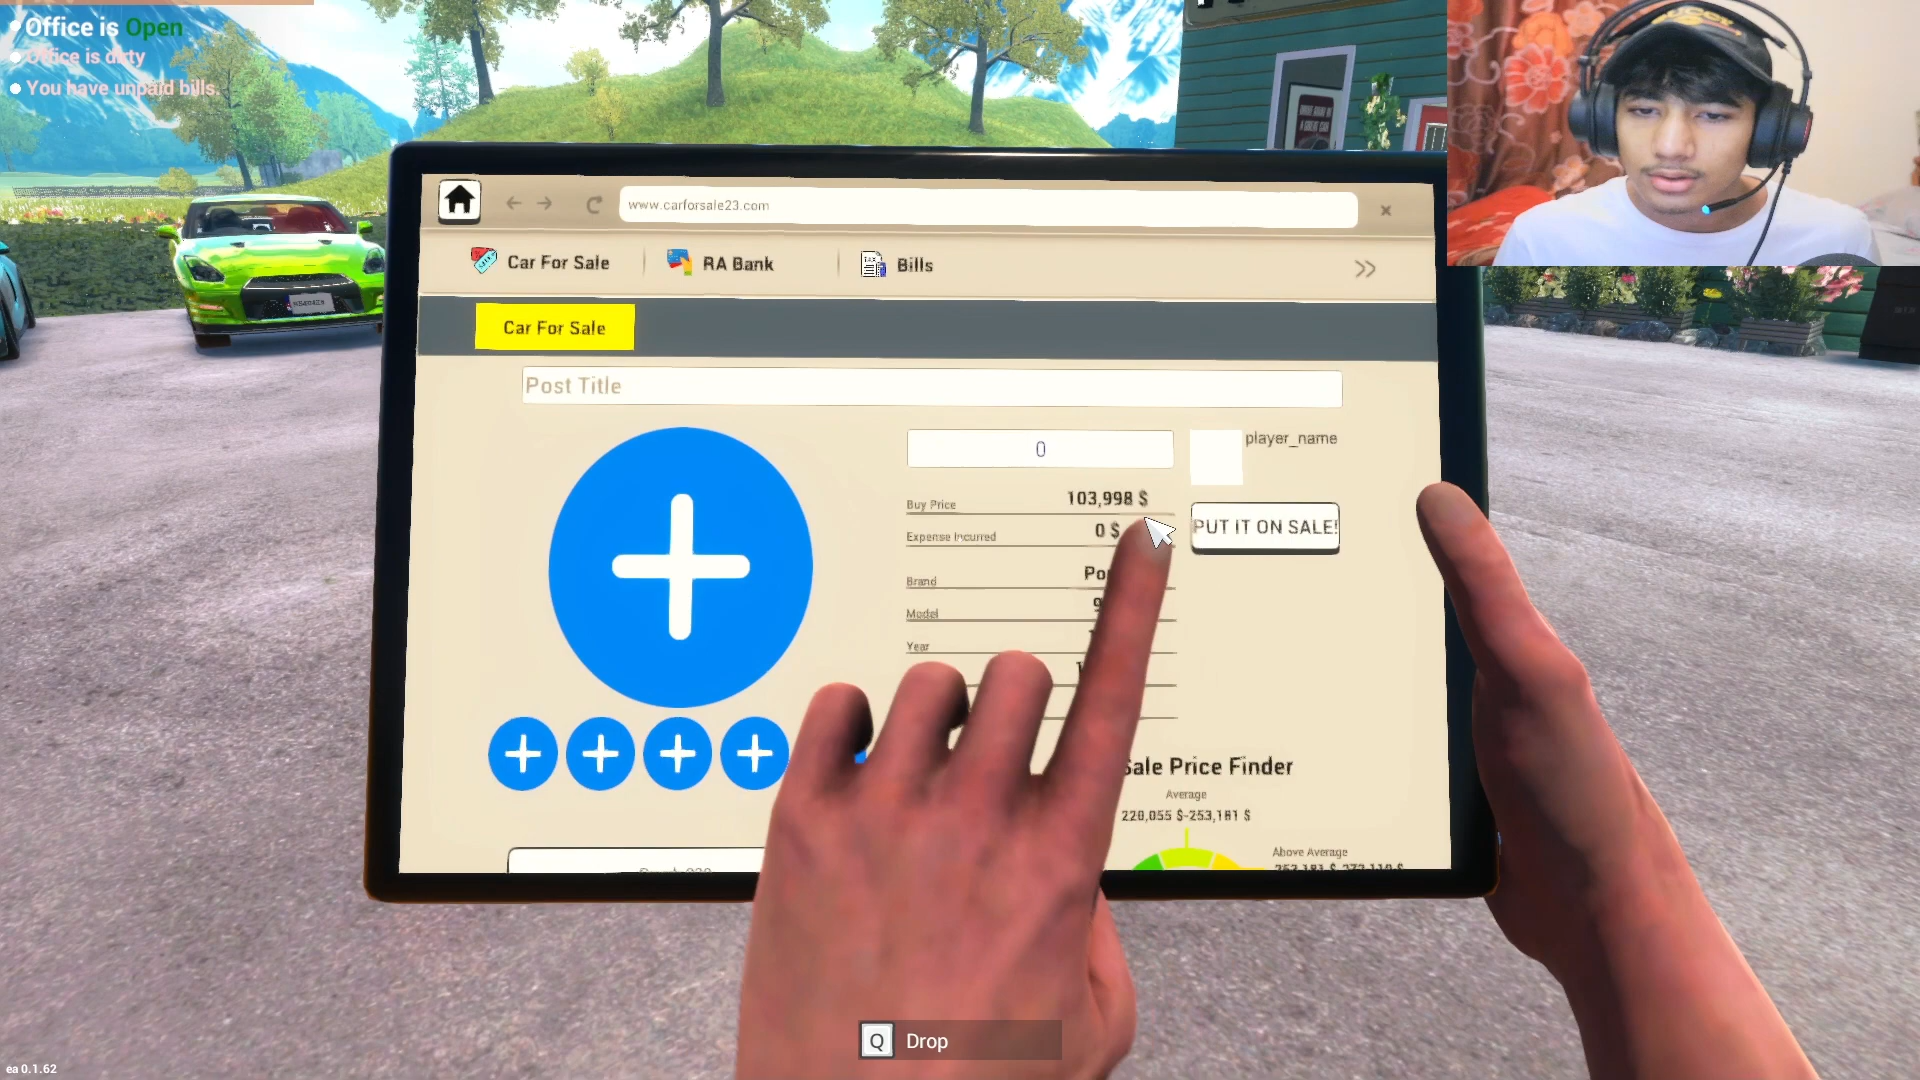 Office is Open
Office is dirty
You have unpaid bills.
www.carforsale23.com
Car For Sale
RA Bank
Bills
Car For Sale
Post Title
0
player_name
Buy Price 103,998 $
PUT IT ON SALE!
Expense Incurred 0 $
Brand
Model
Year
Sale Price Finder
Average
220,055 $-253,181 $
Above Average
Q Drop
ea 0.1.62